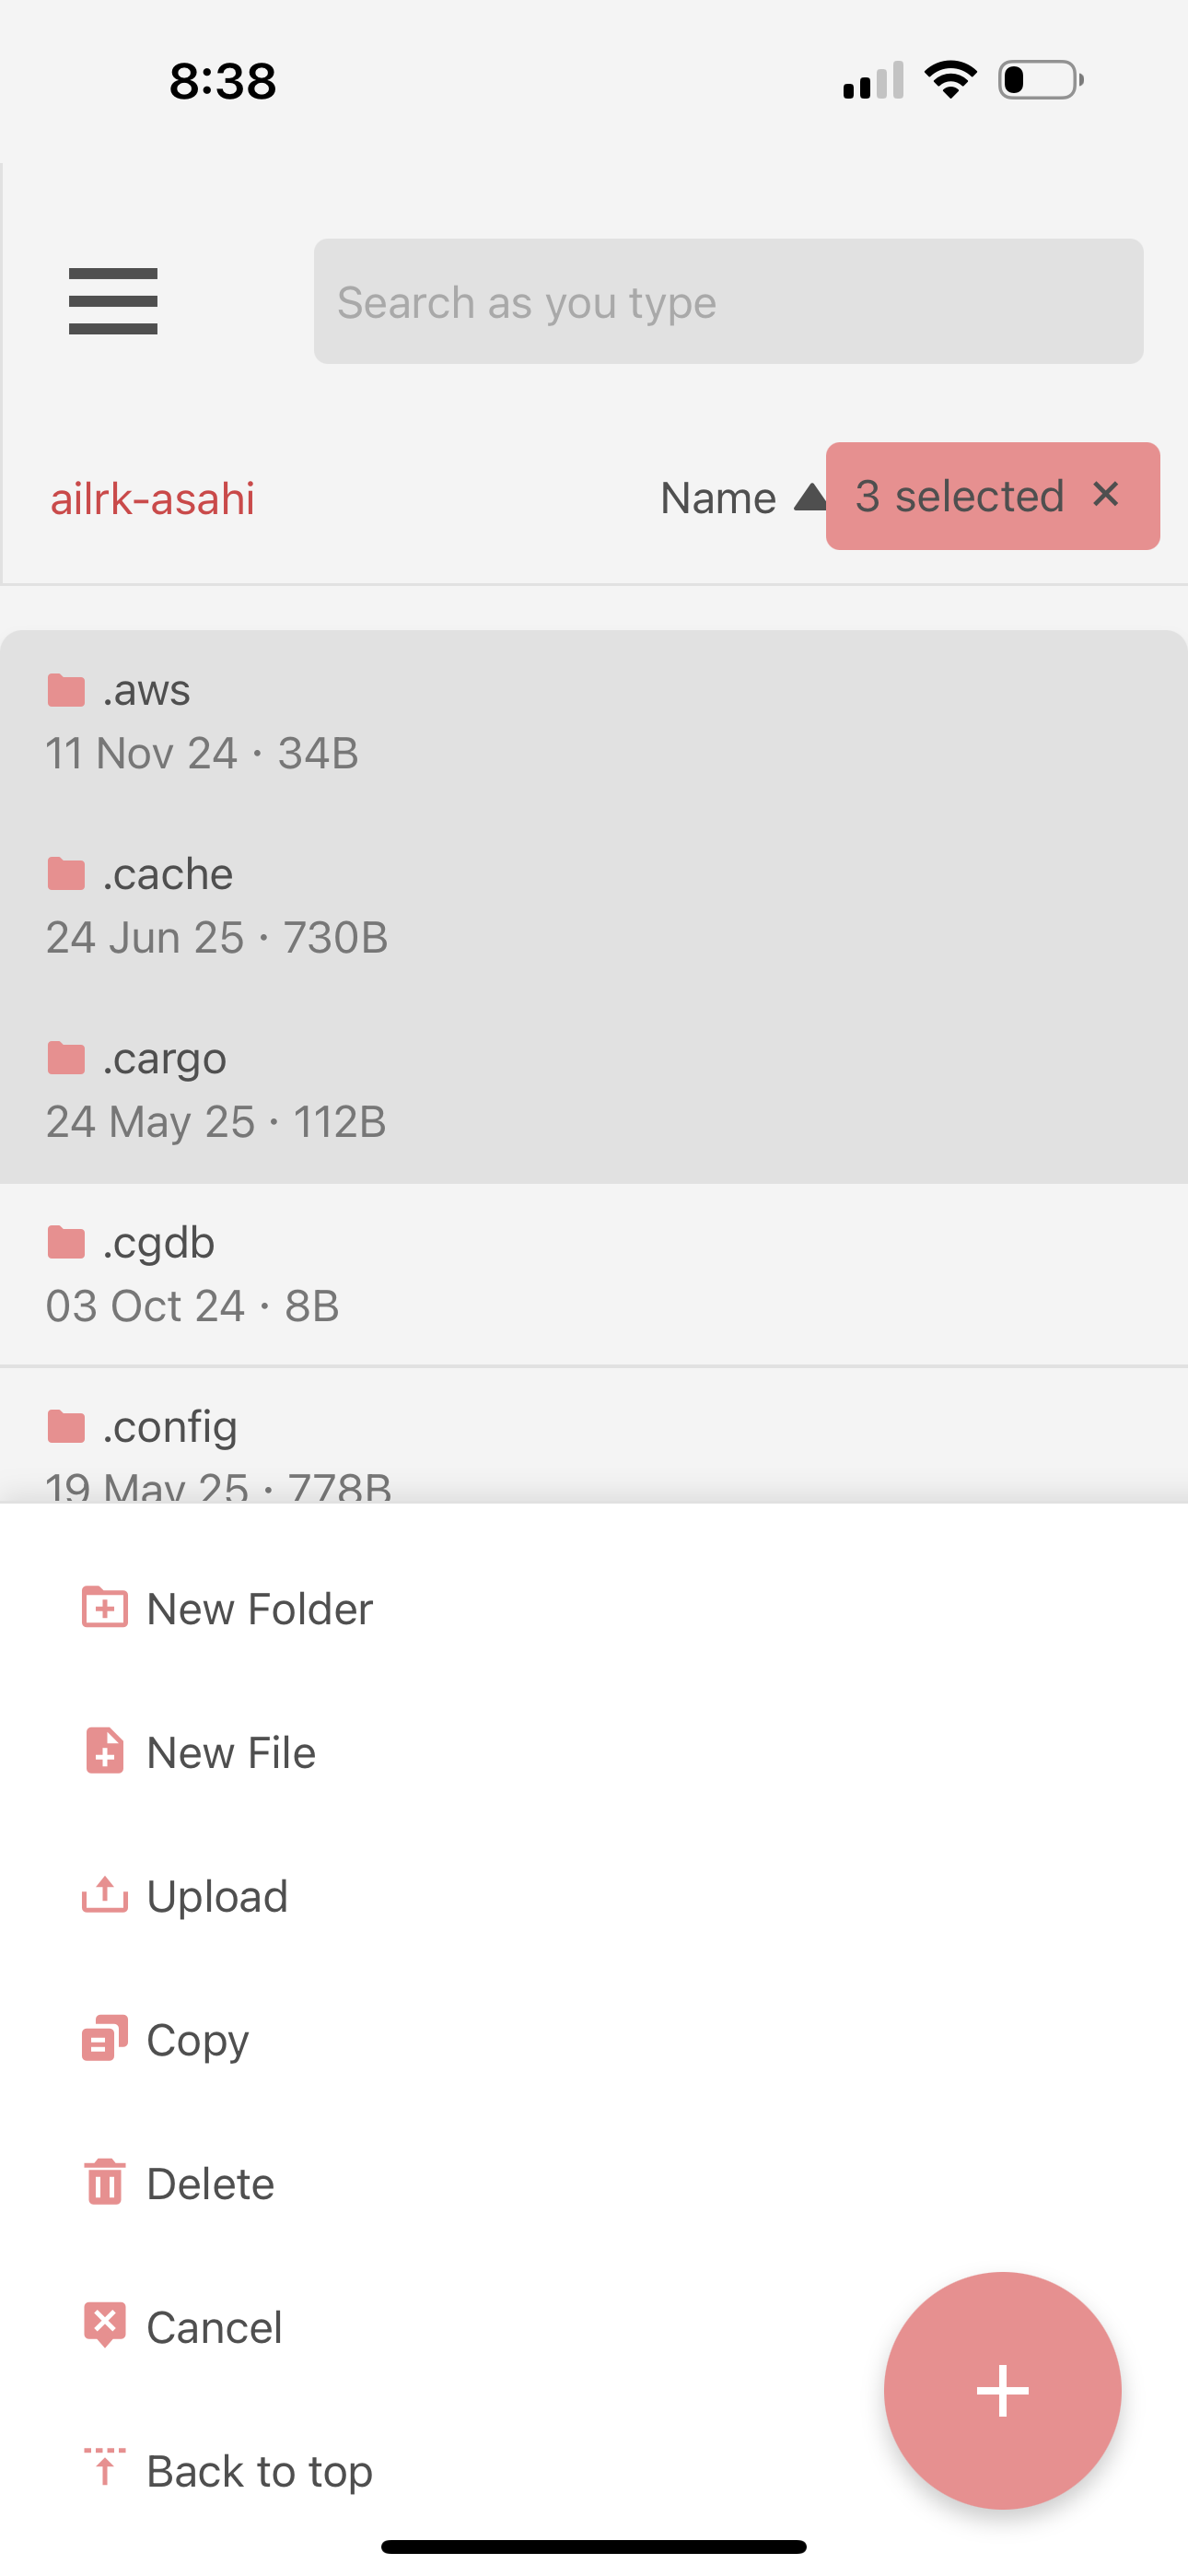 8:38
Search as you type
ailrk-asahi Name ▲ 3 selected ✕
.aws
11 Nov 24 · 34B
.cache
24 Jun 25 · 730B
.cargo
24 May 25 · 112B
.cgdb
03 Oct 24 · 8B
.config
19 May 25 · 778B
New Folder
New File
Upload
Copy
Delete
Cancel
Back to top